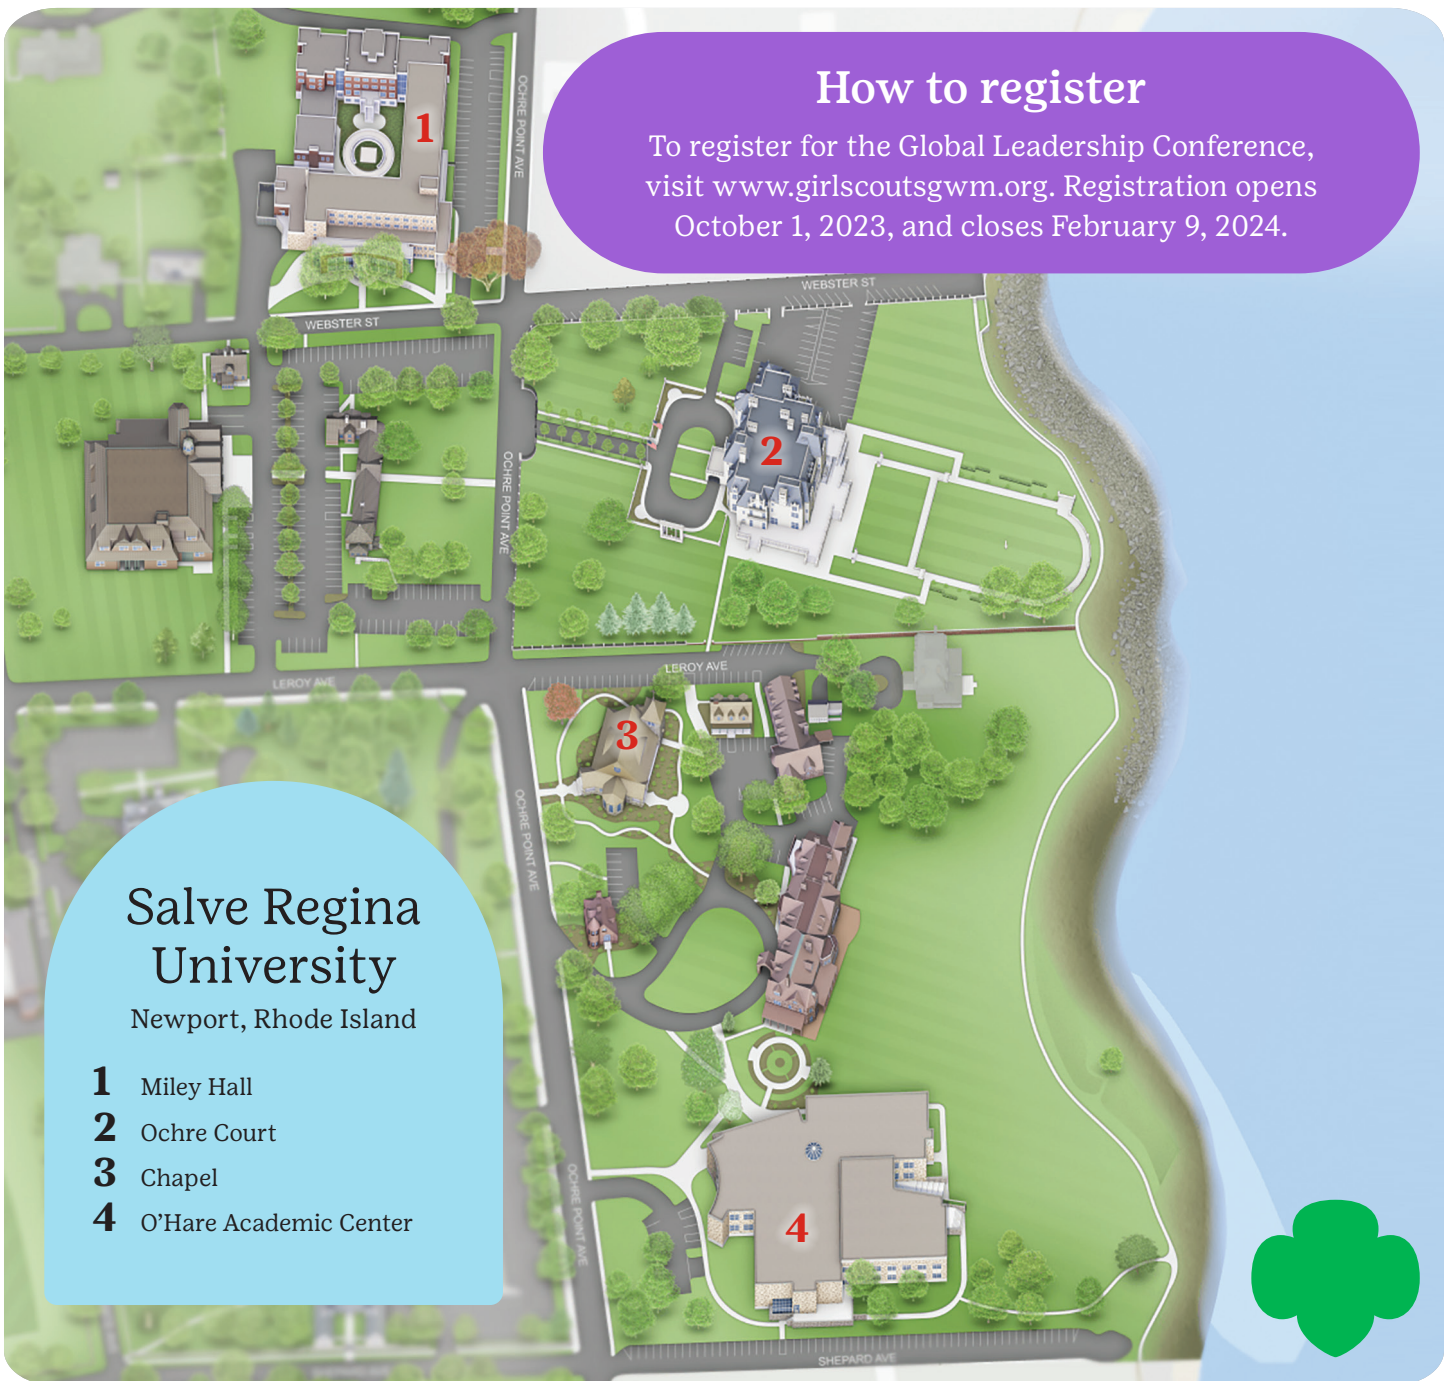 How to register
To register for the Global Leadership Conference,
visit www.girlscoutsgwm.org. Registration opens
October 1, 2023, and closes February 9, 2024.
OCHRE POINT AVE
1
WEBSTER ST
WEBSTER ST
2
OCHRE POINT AVE
LEROY AVE
LEROY AVE
3
OCHRE POINT AVE
Salve Regina
University
Newport, Rhode Island
1 Miley Hall
2 Ochre Court
3 Chapel
4 O’Hare Academic Center
OCHRE POINT AVE
4
SHEPARD AVE